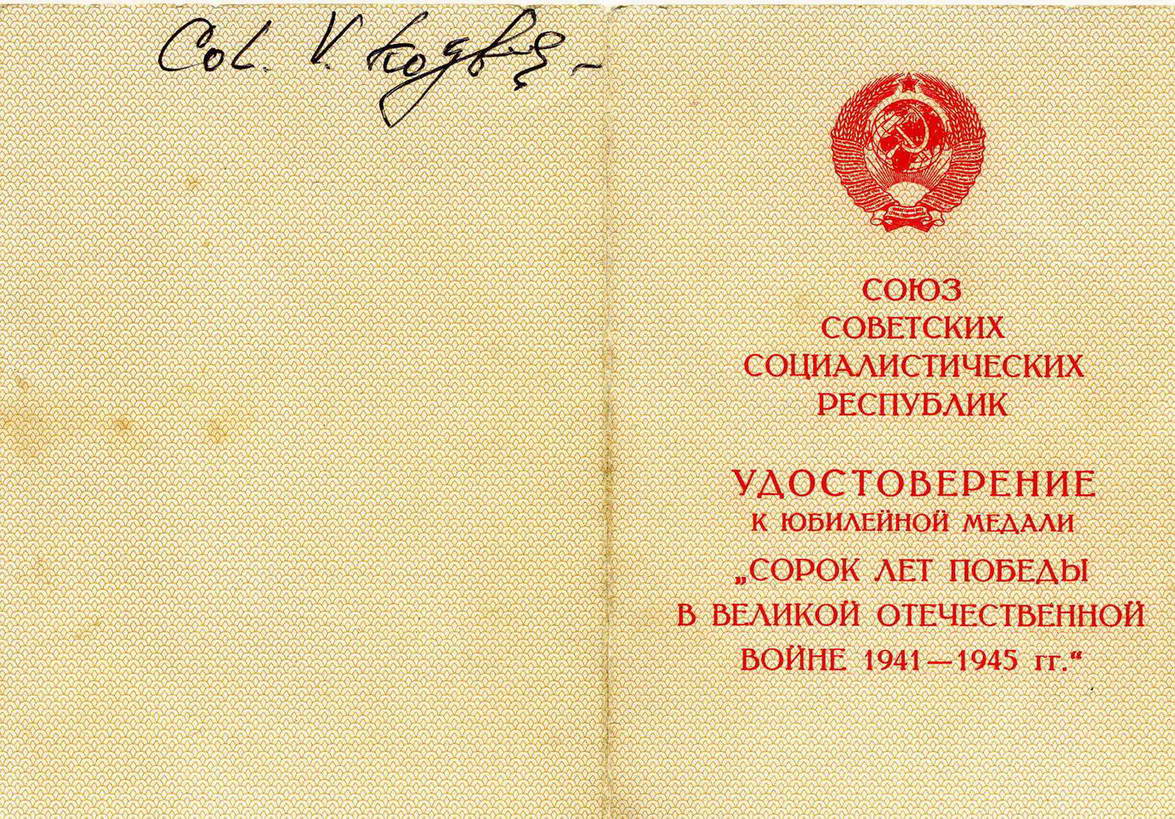 Col. V.
СОЮЗ
СОВЕТСКИХ
СОЦИАЛИСТИЧЕСКИХ
РЕСПУБЛИК
УДОСТОВЕРЕНИЕ
К ЮБИЛЕЙНОЙ МЕДАЛИ
„СОРОК ЛЕТ ПОБЕДЫ
В ВЕЛИКОЙ ОТЕЧЕСТВЕННОЙ
ВОЙНЕ 1941—1945 гг.“